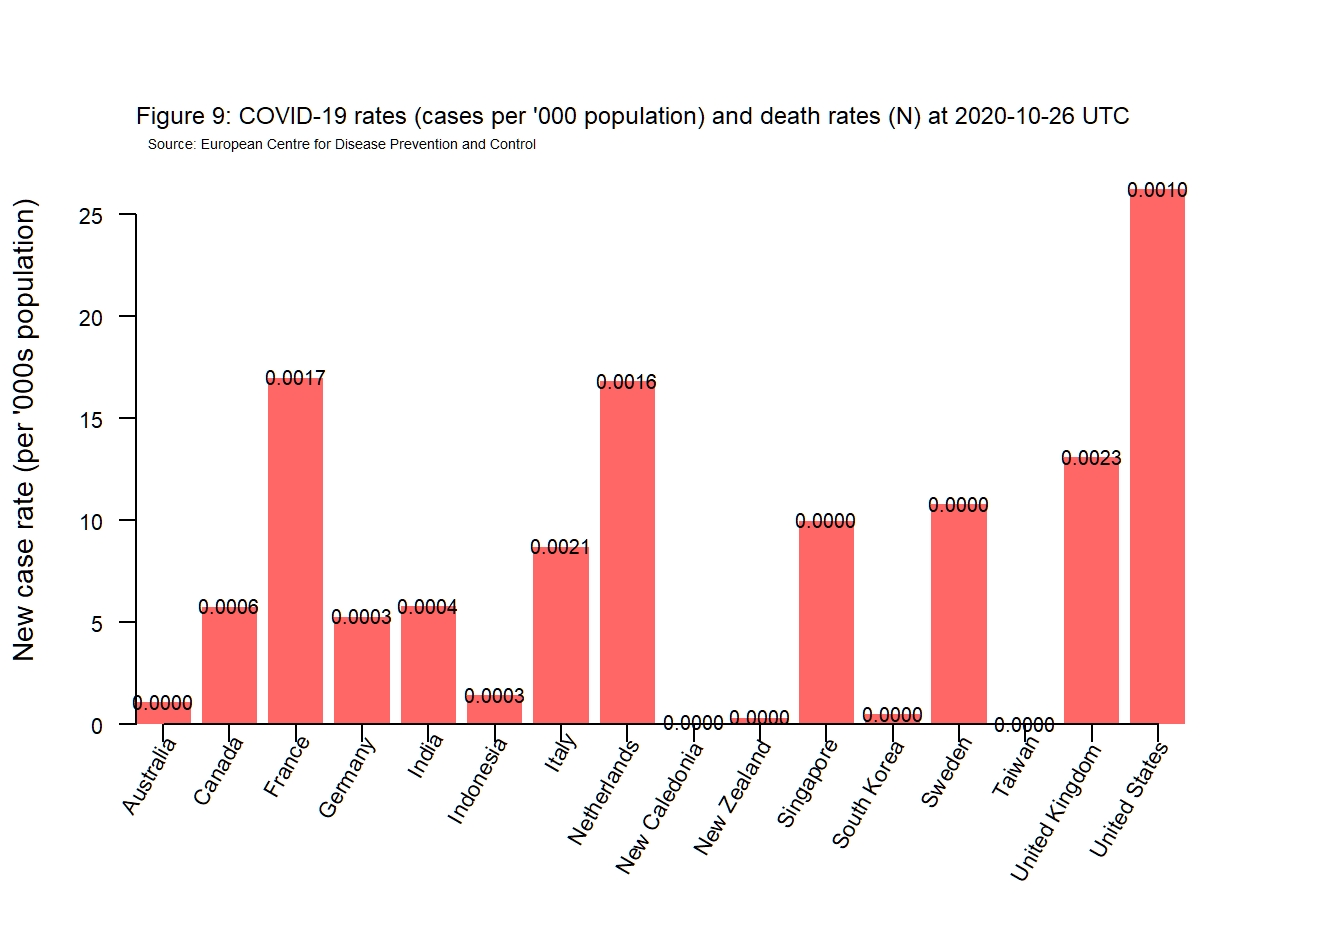 Figure 9: COVID-19 rates (cases per '000 population) and death rates (N) at 2020-10-26 UTC
Source: European Centre for Disease Prevention and Control
New case rate (per '000s population)
25
20
15
10
5
0
0.0000
0.0006
0.0017
0.0003
0.0004
0.0003
0.0021
0.0016
0.0000
0.0000
0.0000
0.0000
0.0000
0.0000
0.0023
0.0010
Australia
Canada
France
Germany
India
Indonesia
Italy
Netherlands
New Caledonia
New Zealand
Singapore
South Korea
Sweden
Taiwan
United Kingdom
United States